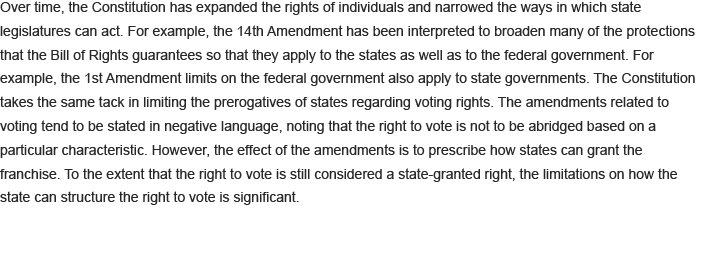 Over time, the Constitution has expanded the rights of individuals and narrowed the ways in which state
legislatures can act. For example, the 14th Amendment has been interpreted to broaden many of the protections
that the Bill of Rights guarantees so that they apply to the states as well as to the federal government. For
example, the 1st Amendment limits on the federal government also apply to state governments. The Constitution
takes the same tack in limiting the prerogatives of states regarding voting rights. The amendments related to
voting tend to be stated in negative language, noting that the right to vote is not to be abridged based on a
particular characteristic. However, the effect of the amendments is to prescribe how states can grant the
franchise. To the extent that the right to vote is still considered a state-granted right, the limitations on how the
state can structure the right to vote is significant.